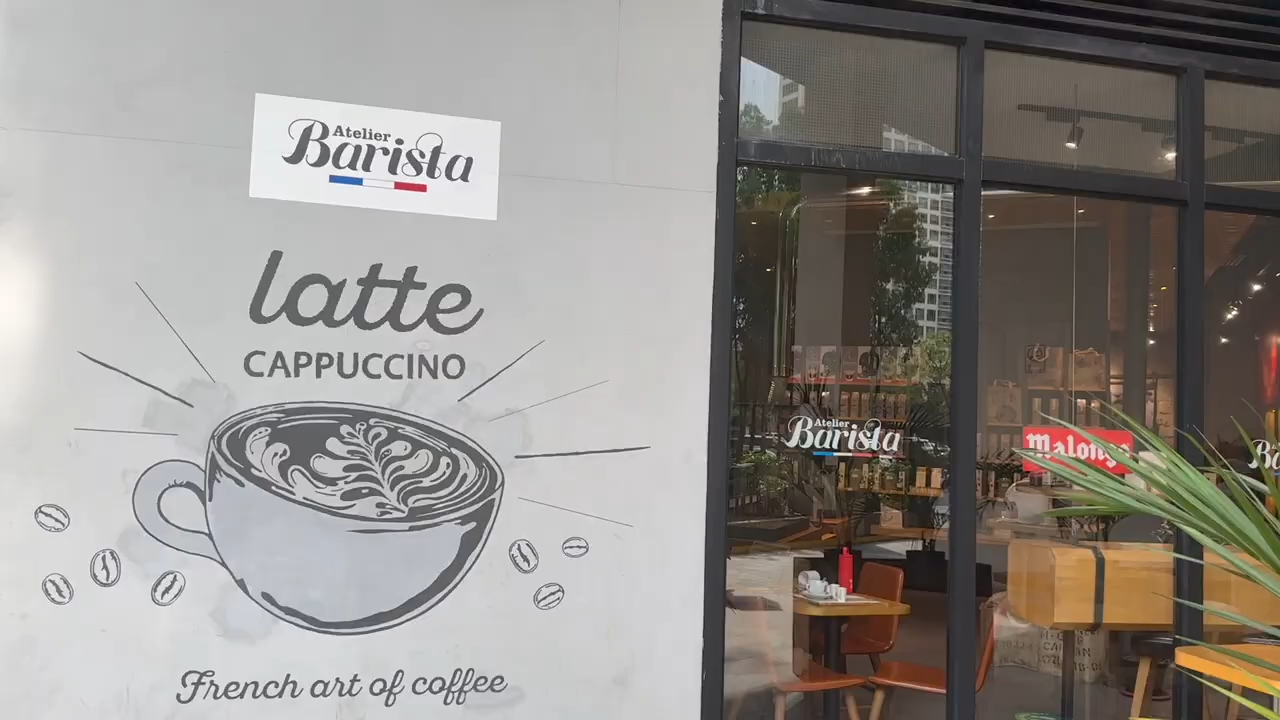 Atelier
Barista
latte
CAPPUCCINO
French art of coffee
Atelier
Barista
Malongo